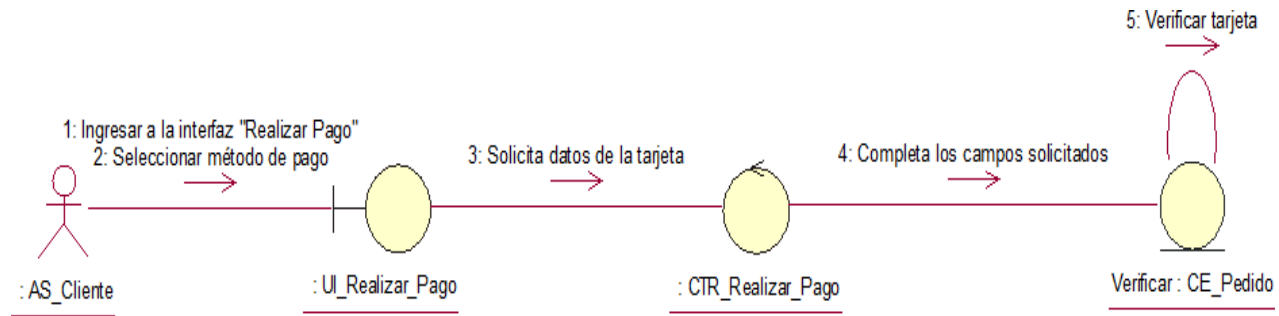 5: Verificar tarjeta
1: Ingresar a la interfaz "Realizar Pago"
2: Seleccionar método de pago
3: Solicita datos de la tarjeta
4: Completa los campos solicitados
: AS_Cliente
: UI_Realizar_Pago
: CTR_Realizar_Pago
Verificar : CE_Pedido